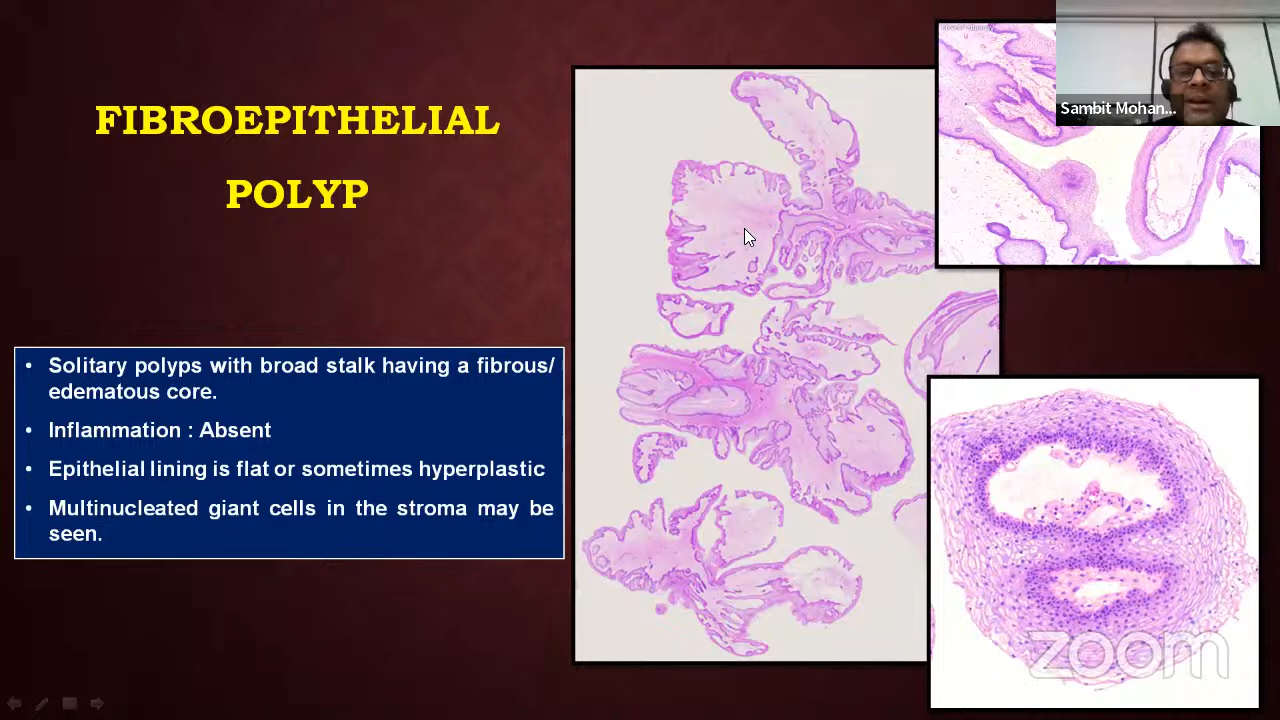 FIBROEPITHELIAL
POLYP
• Solitary polyps with broad stalk having a fibrous/
edematous core.
• Inflammation : Absent
• Epithelial lining is flat or sometimes hyperplastic
• Multinucleated giant cells in the stroma may be
seen.
Sambit Mohan...
zoom